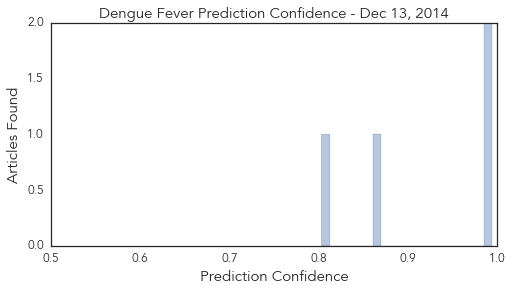 Dengue Fever Prediction Confidence - Dec 13, 2014
2.0
1.5
1.0
0.5
0.0
Articles Found
0.5 0.6 0.7 0.8 0.9 1.0
Prediction Confidence